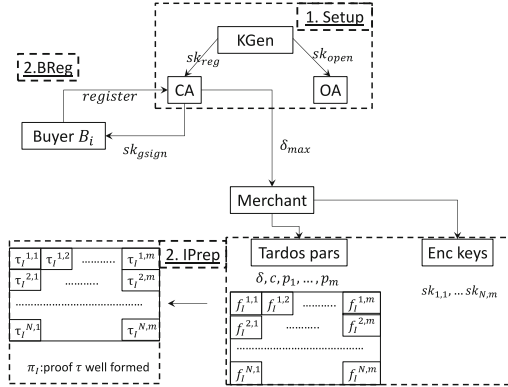 1. Setup
KGen
sk_reg
sk_open
2.BReg
CA
OA
register
Buyer B_i
sk_gsign
δ_max
Merchant
2. IPrep
Tardos pars
Enc keys
δ, c, p_1, …, p_m
sk_{1,1}, … sk_{N,m}
τ_I^{1,1} τ_I^{1,2} .......... τ_I^{1,m}
τ_I^{2,1} .......... τ_I^{2,m}
τ_I^{N,1} τ_I^{N,m}
f_I^{1,1} f_I^{1,2} .......... f_I^{1,m}
f_I^{2,1} .......... f_I^{2,m}
f_I^{N,1} f_I^{N,m}
π_I:proof τ well formed